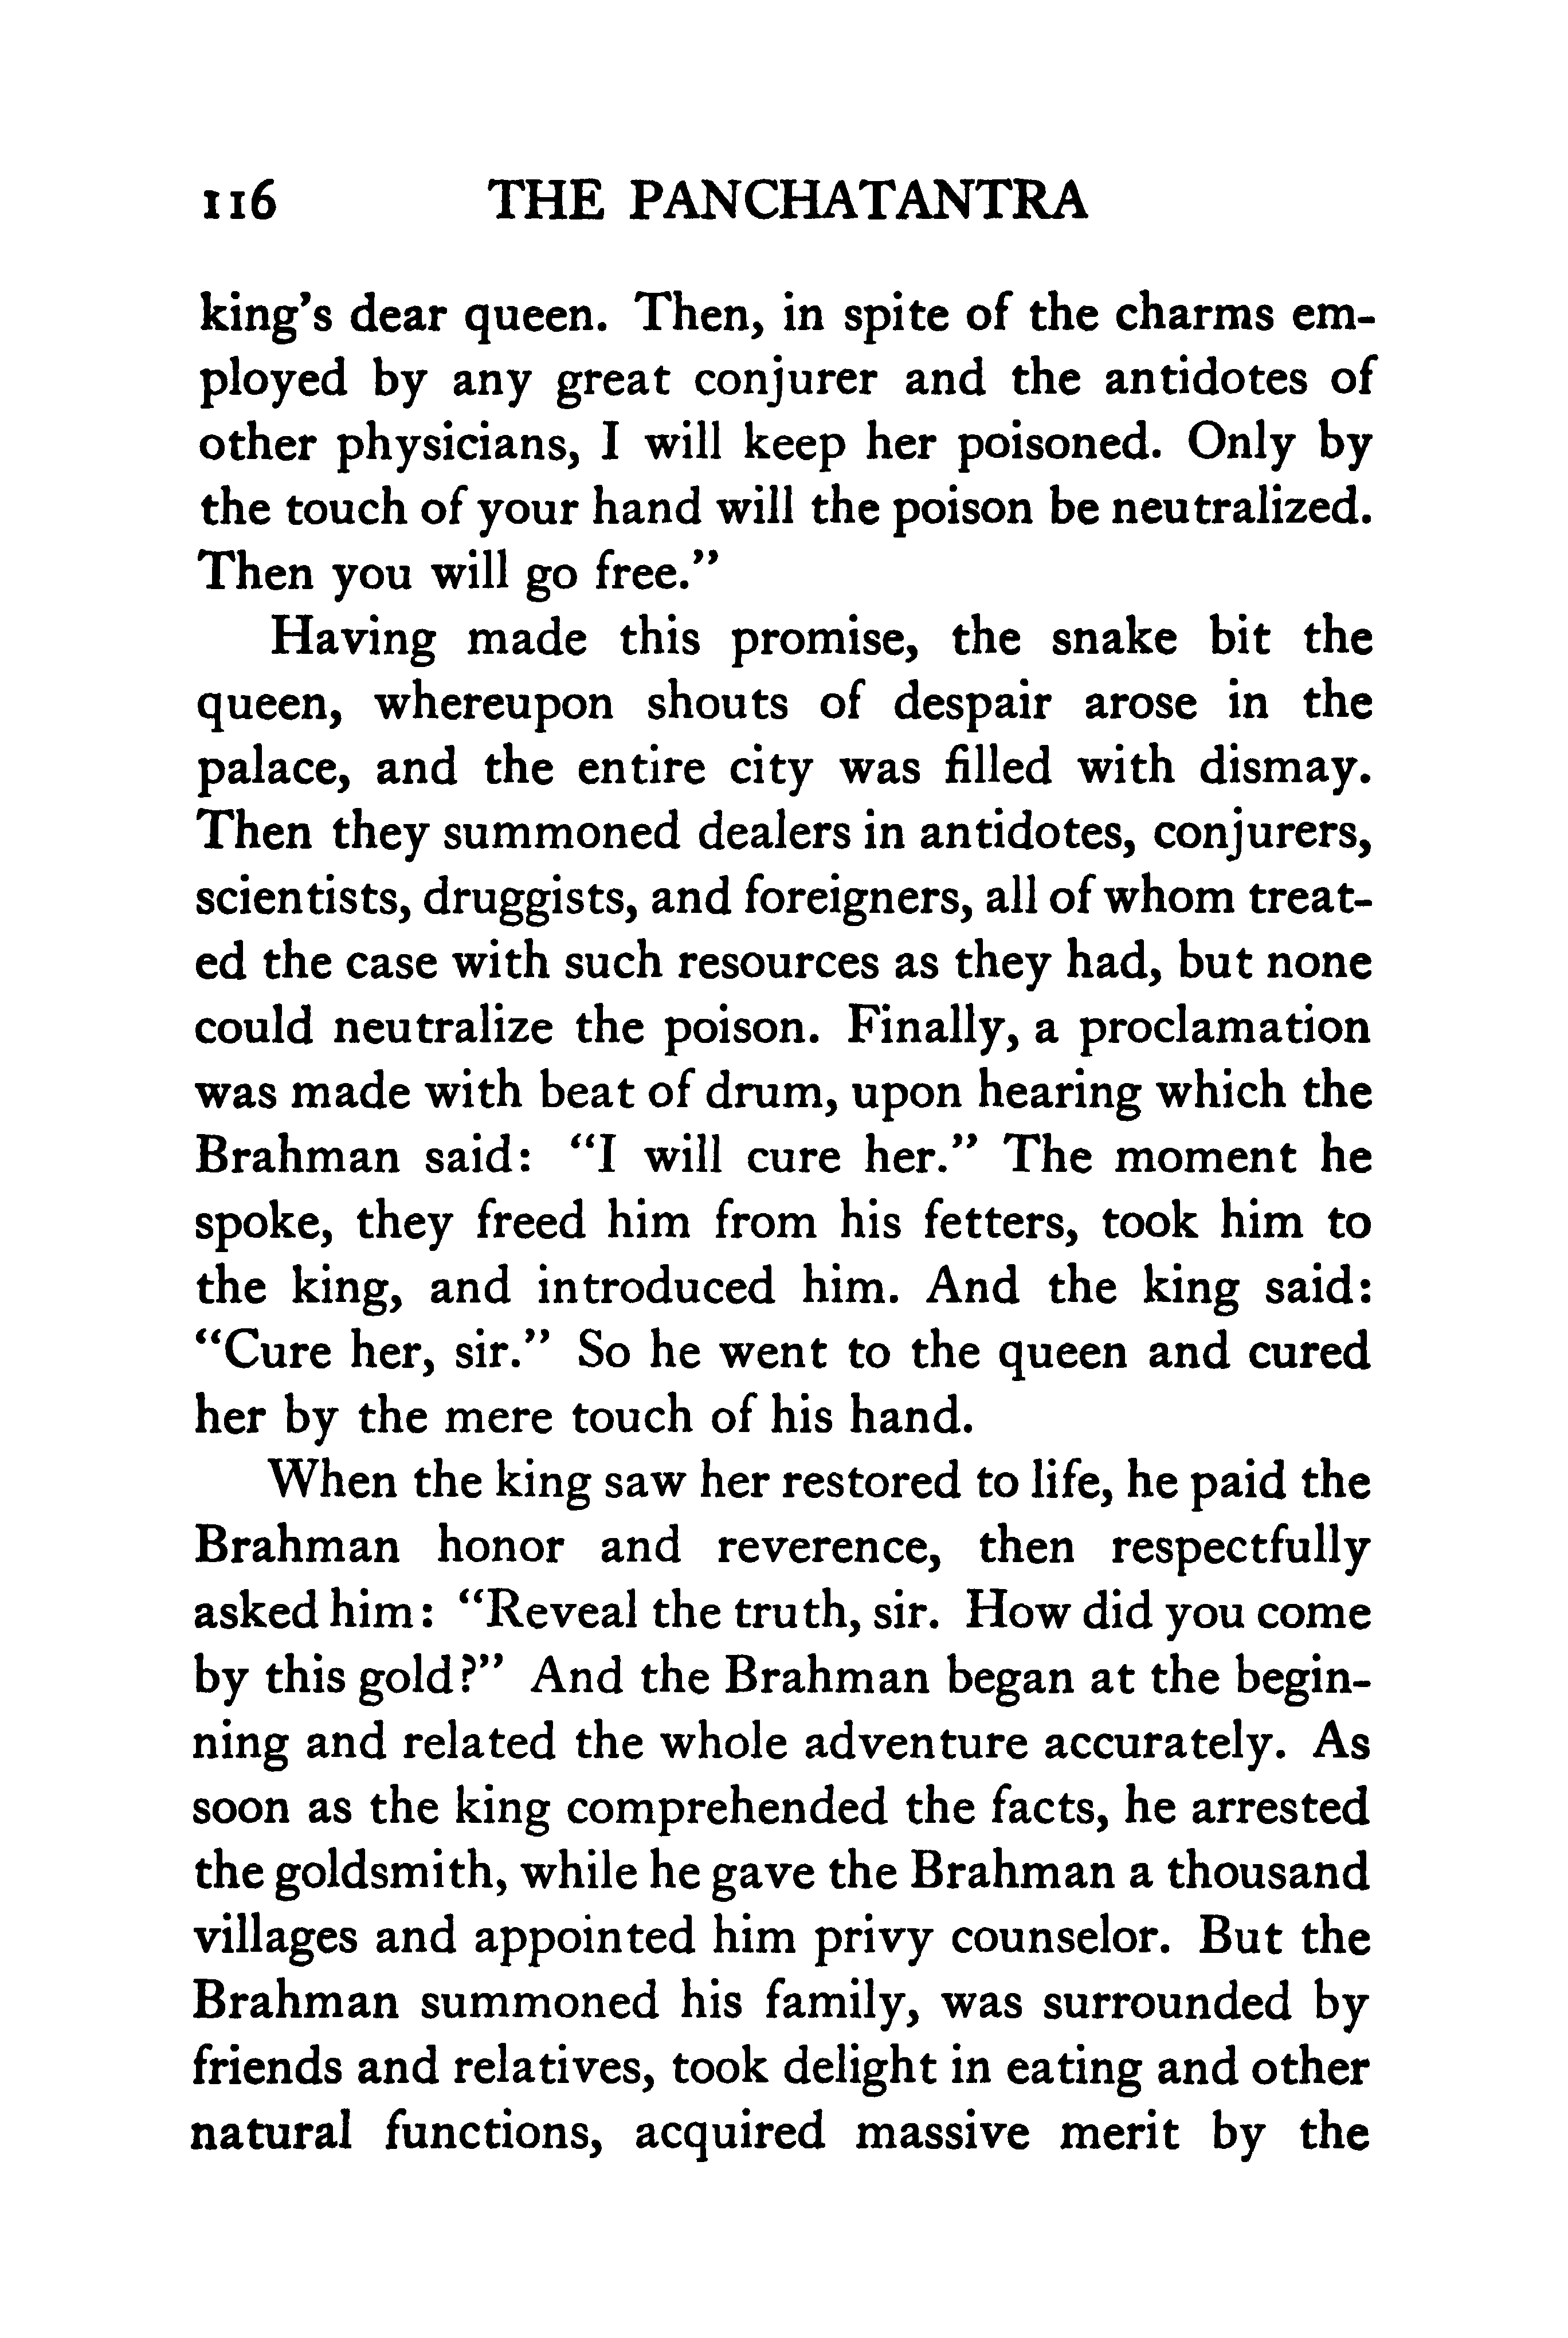 116 THE PANCHATANTRA
king's dear queen. Then, in spite of the charms em-
ployed by any great conjurer and the antidotes of
other physicians, I will keep her poisoned. Only by
the touch of your hand will the poison be neutralized.
Then you will go free."
Having made this promise, the snake bit the
queen, whereupon shouts of despair arose in the
palace, and the entire city was filled with dismay.
Then they summoned dealers in antidotes, conjurers,
scientists, druggists, and foreigners, all of whom treat-
ed the case with such resources as they had, but none
could neutralize the poison. Finally, a proclamation
was made with beat of drum, upon hearing which the
Brahman said: "I will cure her." The moment he
spoke, they freed him from his fetters, took him to
the king, and introduced him. And the king said:
"Cure her, sir." So he went to the queen and cured
her by the mere touch of his hand.
When the king saw her restored to life, he paid the
Brahman honor and reverence, then respectfully
asked him: "Reveal the truth, sir. How did you come
by this gold?" And the Brahman began at the begin-
ning and related the whole adventure accurately. As
soon as the king comprehended the facts, he arrested
the goldsmith, while he gave the Brahman a thousand
villages and appointed him privy counselor. But the
Brahman summoned his family, was surrounded by
friends and relatives, took delight in eating and other
natural functions, acquired massive merit by the